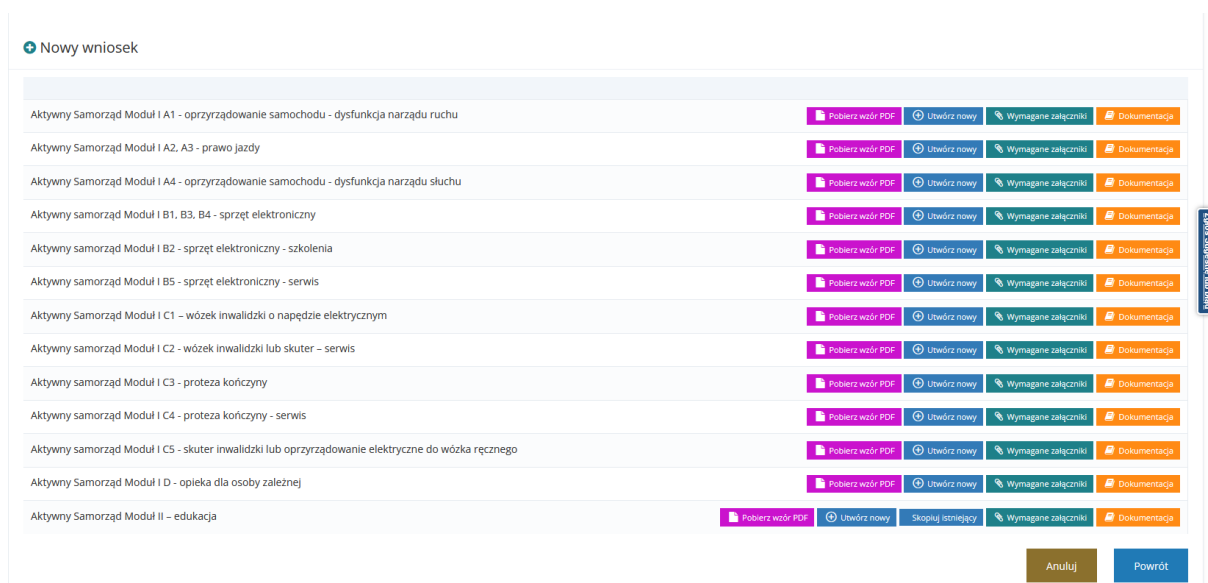 Nowy wniosek
Aktywny Samorząd Moduł I A1 - oprzyrządowanie samochodu - dysfunkcja narządu ruchu Pobierz wzór PDF Utwórz nowy Wymagane załączniki Dokumentacja
Aktywny Samorząd Moduł I A2, A3 - prawo jazdy Pobierz wzór PDF Utwórz nowy Wymagane załączniki Dokumentacja
Aktywny Samorząd Moduł I A4 - oprzyrządowanie samochodu - dysfunkcja narządu słuchu Pobierz wzór PDF Utwórz nowy Wymagane załączniki Dokumentacja
Aktywny samorząd Moduł I B1, B3, B4 - sprzęt elektroniczny Pobierz wzór PDF Utwórz nowy Wymagane załączniki Dokumentacja
Aktywny Samorząd Moduł I B2 - sprzęt elektroniczny - szkolenia Pobierz wzór PDF Utwórz nowy Wymagane załączniki Dokumentacja
Aktywny samorząd Moduł I B5 - sprzęt elektroniczny - serwis Pobierz wzór PDF Utwórz nowy Wymagane załączniki Dokumentacja
Aktywny Samorząd Moduł I C1 – wózek inwalidzki o napędzie elektrycznym Pobierz wzór PDF Utwórz nowy Wymagane załączniki Dokumentacja
Aktywny samorząd Moduł I C2 - wózek inwalidzki lub skuter – serwis Pobierz wzór PDF Utwórz nowy Wymagane załączniki Dokumentacja
Aktywny samorząd Moduł I C3 - proteza kończyny Pobierz wzór PDF Utwórz nowy Wymagane załączniki Dokumentacja
Aktywny samorząd Moduł I C4 - proteza kończyny - serwis Pobierz wzór PDF Utwórz nowy Wymagane załączniki Dokumentacja
Aktywny samorząd Moduł I C5 - skuter inwalidzki lub oprzyrządowanie elektryczne do wózka ręcznego Pobierz wzór PDF Utwórz nowy Wymagane załączniki Dokumentacja
Aktywny Samorząd Moduł I D - opieka dla osoby zależnej Pobierz wzór PDF Utwórz nowy Wymagane załączniki Dokumentacja
Aktywny Samorząd Moduł II – edukacja Pobierz wzór PDF Utwórz nowy Skopiuj istniejący Wymagane załączniki Dokumentacja
Anuluj Powrót